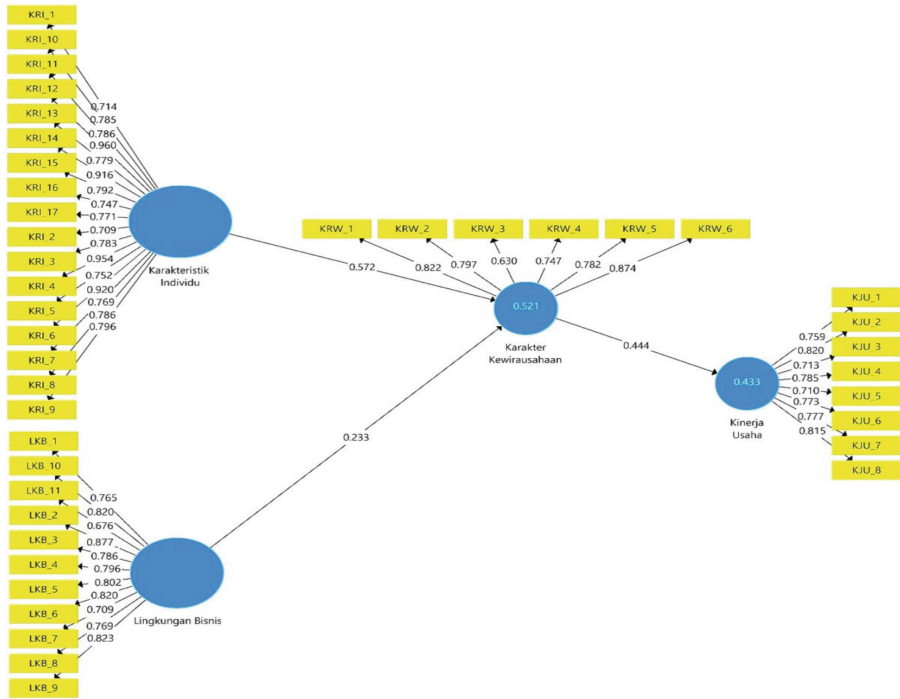 KRI_1
KRI_10
KRI_11
KRI_12
KRI_13
KRI_14
KRI_15
KRI_16
KRI_17
KRI_2
KRI_3
KRI_4
KRI_5
KRI_6
KRI_7
KRI_8
KRI_9
0.714
0.785
0.786
0.960
0.779
0.916
0.792
0.747
0.771
0.709
0.783
0.954
0.752
0.920
0.769
0.786
0.796
Karakteristik
Individu
0.572
KRW_1
KRW_2
KRW_3
KRW_4
KRW_5
KRW_6
0.822
0.797
0.630
0.747
0.782
0.874
0.521
Karakter
Kewirausahaan
0.444
0.433
Kinerja
Usaha
0.759
0.820
0.713
0.785
0.710
0.773
0.777
0.815
KJU_1
KJU_2
KJU_3
KJU_4
KJU_5
KJU_6
KJU_7
KJU_8
0.233
LKB_1
LKB_10
LKB_11
LKB_2
LKB_3
LKB_4
LKB_5
LKB_6
LKB_7
LKB_8
LKB_9
0.765
0.820
0.676
0.877
0.786
0.796
0.802
0.820
0.709
0.769
0.823
Lingkungan Bisnis